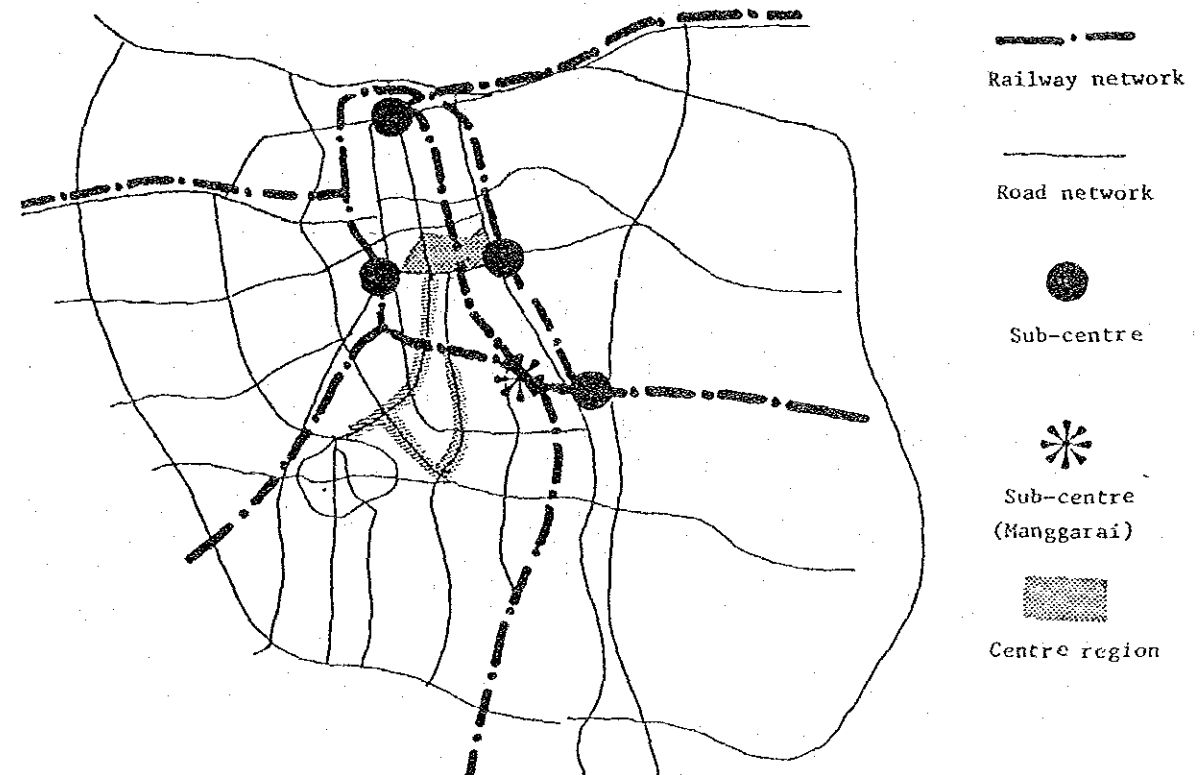 Railway network
Road network
Sub-centre
Sub-centre
(Manggarai)
Centre region